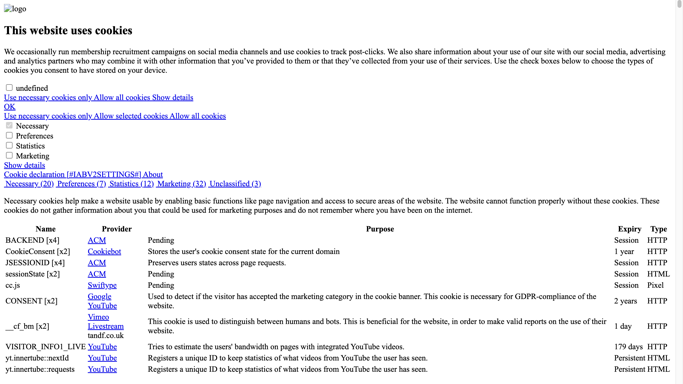 logo
This website uses cookies
We occasionally run membership recruitment campaigns on social media channels and use cookies to track post-clicks. We also share information about your use of our site with our social media, advertising
and analytics partners who may combine it with other information that you've provided to them or that they've collected from your use of their services. Use the check boxes below to choose the types of
cookies you consent to have stored on your device.
undefined
Use necessary cookies only Allow all cookies Show details
OK
Use necessary cookies only Allow selected cookies Allow all cookies
Necessary
Preferences
Statistics
Marketing
Show details
Cookie declaration [#IABV2SETTINGS#] About
Necessary (20) Preferences (7) Statistics (12) Marketing (32) Unclassified (3)
Necessary cookies help make a website usable by enabling basic functions like page navigation and access to secure areas of the website. The website cannot function properly without these cookies. These
cookies do not gather information about you that could be used for marketing purposes and do not remember where you have been on the internet.
Name Provider Purpose Expiry Type
BACKEND [x4] ACM Pending Session HTTP
CookieConsent [x2] Cookiebot Stores the user's cookie consent state for the current domain 1 year HTTP
JSESSIONID [x4] ACM Preserves users states across page requests. Session HTTP
sessionState [x2] ACM Pending Session HTML
cc.js Swiftype Pending Session Pixel
CONSENT [x2] Google YouTube Used to detect if the visitor has accepted the marketing category in the cookie banner. This cookie is necessary for GDPR-compliance of the website. 2 years HTTP
__cf_bm [x2] Vimeo Livestream tandf.co.uk This cookie is used to distinguish between humans and bots. This is beneficial for the website, in order to make valid reports on the use of their website. 1 day HTTP
VISITOR_INFO1_LIVE YouTube Tries to estimate the users' bandwidth on pages with integrated YouTube videos. 179 days HTTP
yt.innertube::nextId YouTube Registers a unique ID to keep statistics of what videos from YouTube the user has seen. Persistent HTML
yt.innertube::requests YouTube Registers a unique ID to keep statistics of what videos from YouTube the user has seen. Persistent HTML